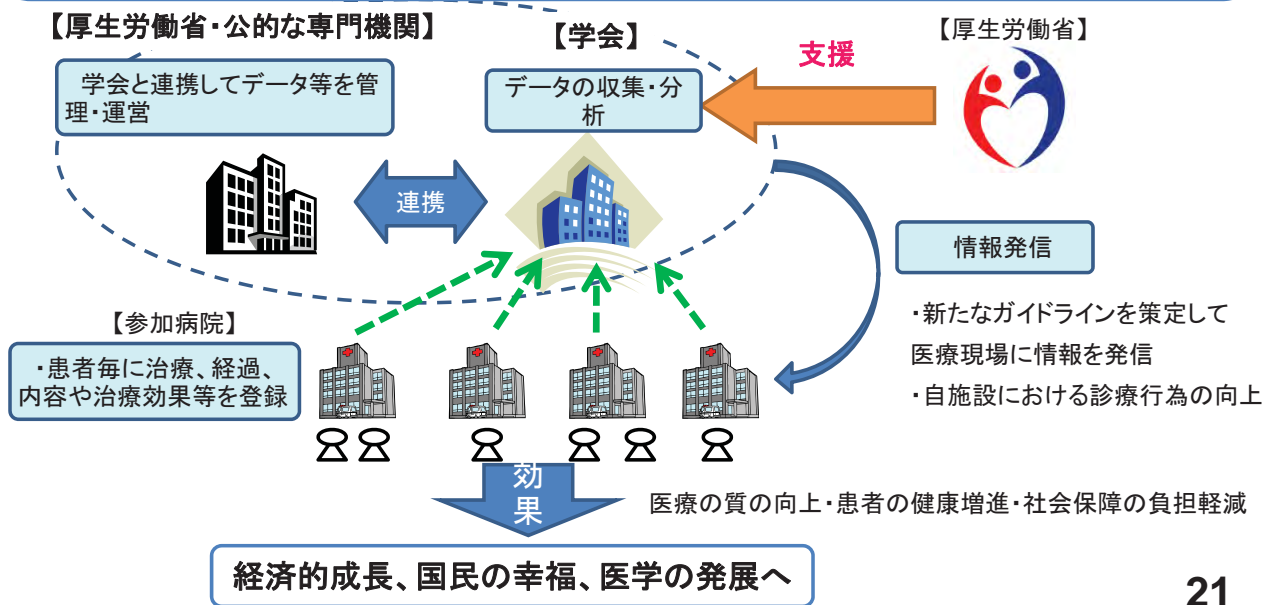 【厚生労働省・公的な専門機関】
学会と連携してデータ等を管
理・運営
【学会】
データの収集・分
析
支援
【厚生労働省】
連携
情報発信
・新たなガイドラインを策定して
医療現場に情報を発信
・自施設における診療行為の向上
【参加病院】
・患者毎に治療、経過、
内容や治療効果等を登録
効
果
医療の質の向上・患者の健康増進・社会保障の負担軽減
経済的成長、国民の幸福、医学の発展へ
21